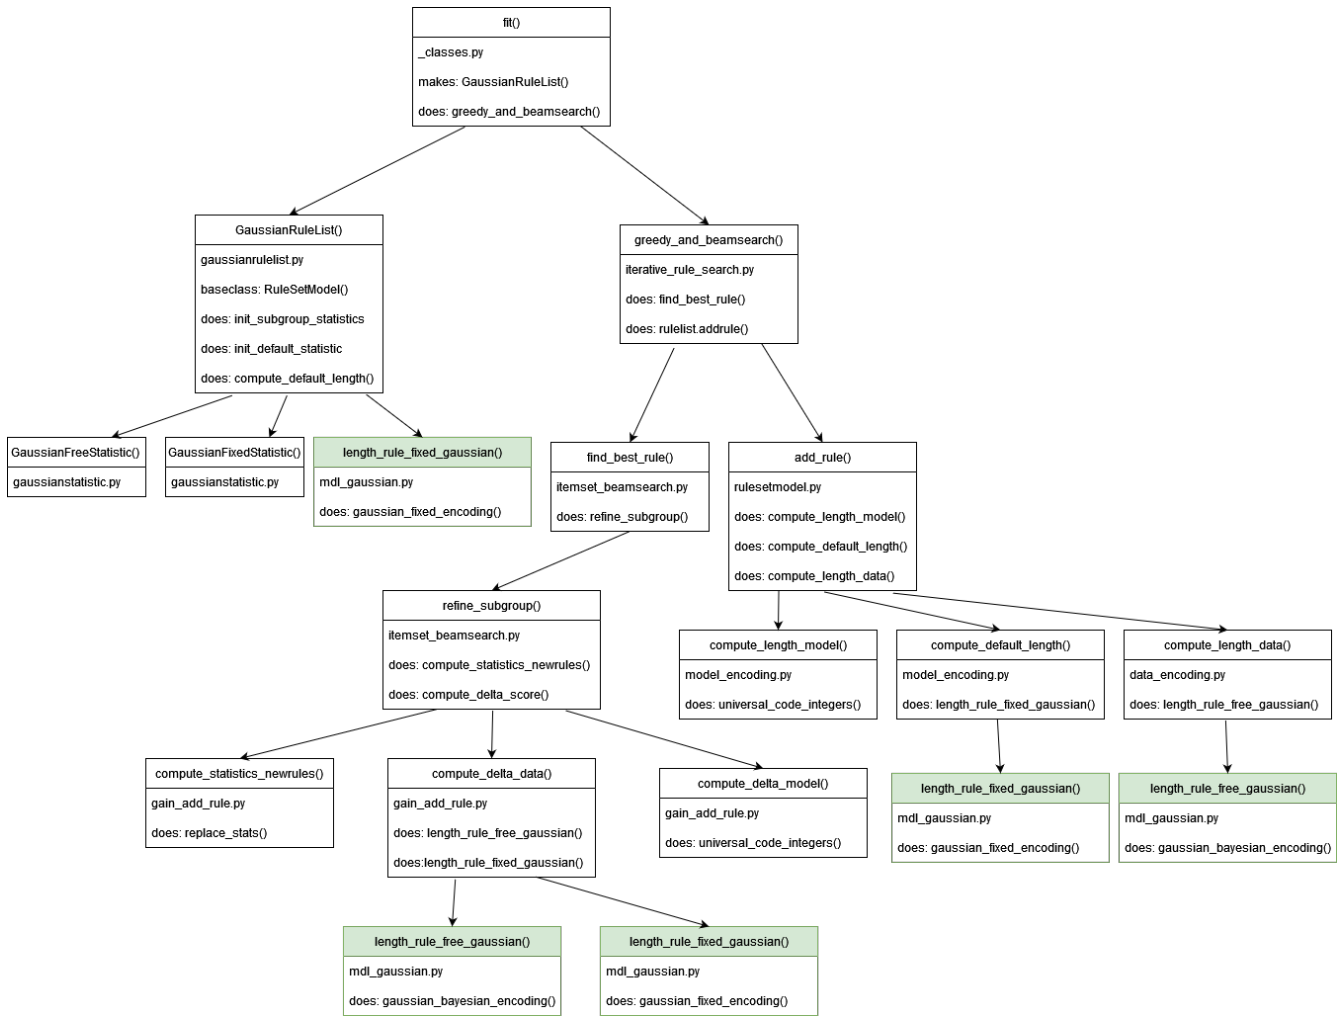 fit()
_classes.py
makes: GaussianRuleList()
does: greedy_and_beamsearch()
GaussianRuleList()
gaussianrulelist.py
baseclass: RuleSetModel()
does: init_subgroup_statistics
does: init_default_statistic
does: compute_default_length()
greedy_and_beamsearch()
iterative_rule_search.py
does: find_best_rule()
does: rulelist.addrule()
GaussianFreeStatistic()
gaussianstatistic.py
GaussianFixedStatistic()
gaussianstatistic.py
length_rule_fixed_gaussian()
mdl_gaussian.py
does: gaussian_fixed_encoding()
find_best_rule()
itemset_beamsearch.py
does: refine_subgroup()
add_rule()
rulesetmodel.py
does: compute_length_model()
does: compute_default_length()
does: compute_length_data()
refine_subgroup()
itemset_beamsearch.py
does: compute_statistics_newrules()
does: compute_delta_score()
compute_length_model()
model_encoding.py
does: universal_code_integers()
compute_default_length()
model_encoding.py
does: length_rule_fixed_gaussian()
compute_length_data()
data_encoding.py
does: length_rule_free_gaussian()
compute_statistics_newrules()
gain_add_rule.py
does: replace_stats()
compute_delta_data()
gain_add_rule.py
does: length_rule_free_gaussian()
does:length_rule_fixed_gaussian()
compute_delta_model()
gain_add_rule.py
does: universal_code_integers()
length_rule_fixed_gaussian()
mdl_gaussian.py
does: gaussian_fixed_encoding()
length_rule_free_gaussian()
mdl_gaussian.py
does: gaussian_bayesian_encoding()
length_rule_free_gaussian()
mdl_gaussian.py
does: gaussian_bayesian_encoding()
length_rule_fixed_gaussian()
mdl_gaussian.py
does: gaussian_fixed_encoding()